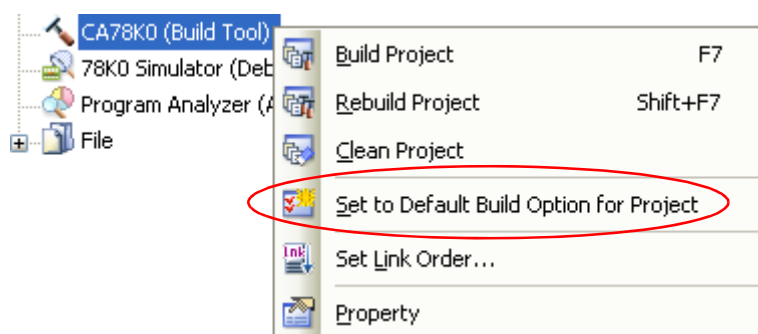 CA78K0 (Build Tool)
78K0 Simulator (Deb
Program Analyzer (A
File
Build Project F7
Rebuild Project Shift+F7
Clean Project
Set to Default Build Option for Project
Lnk
Set Link Order...
Property